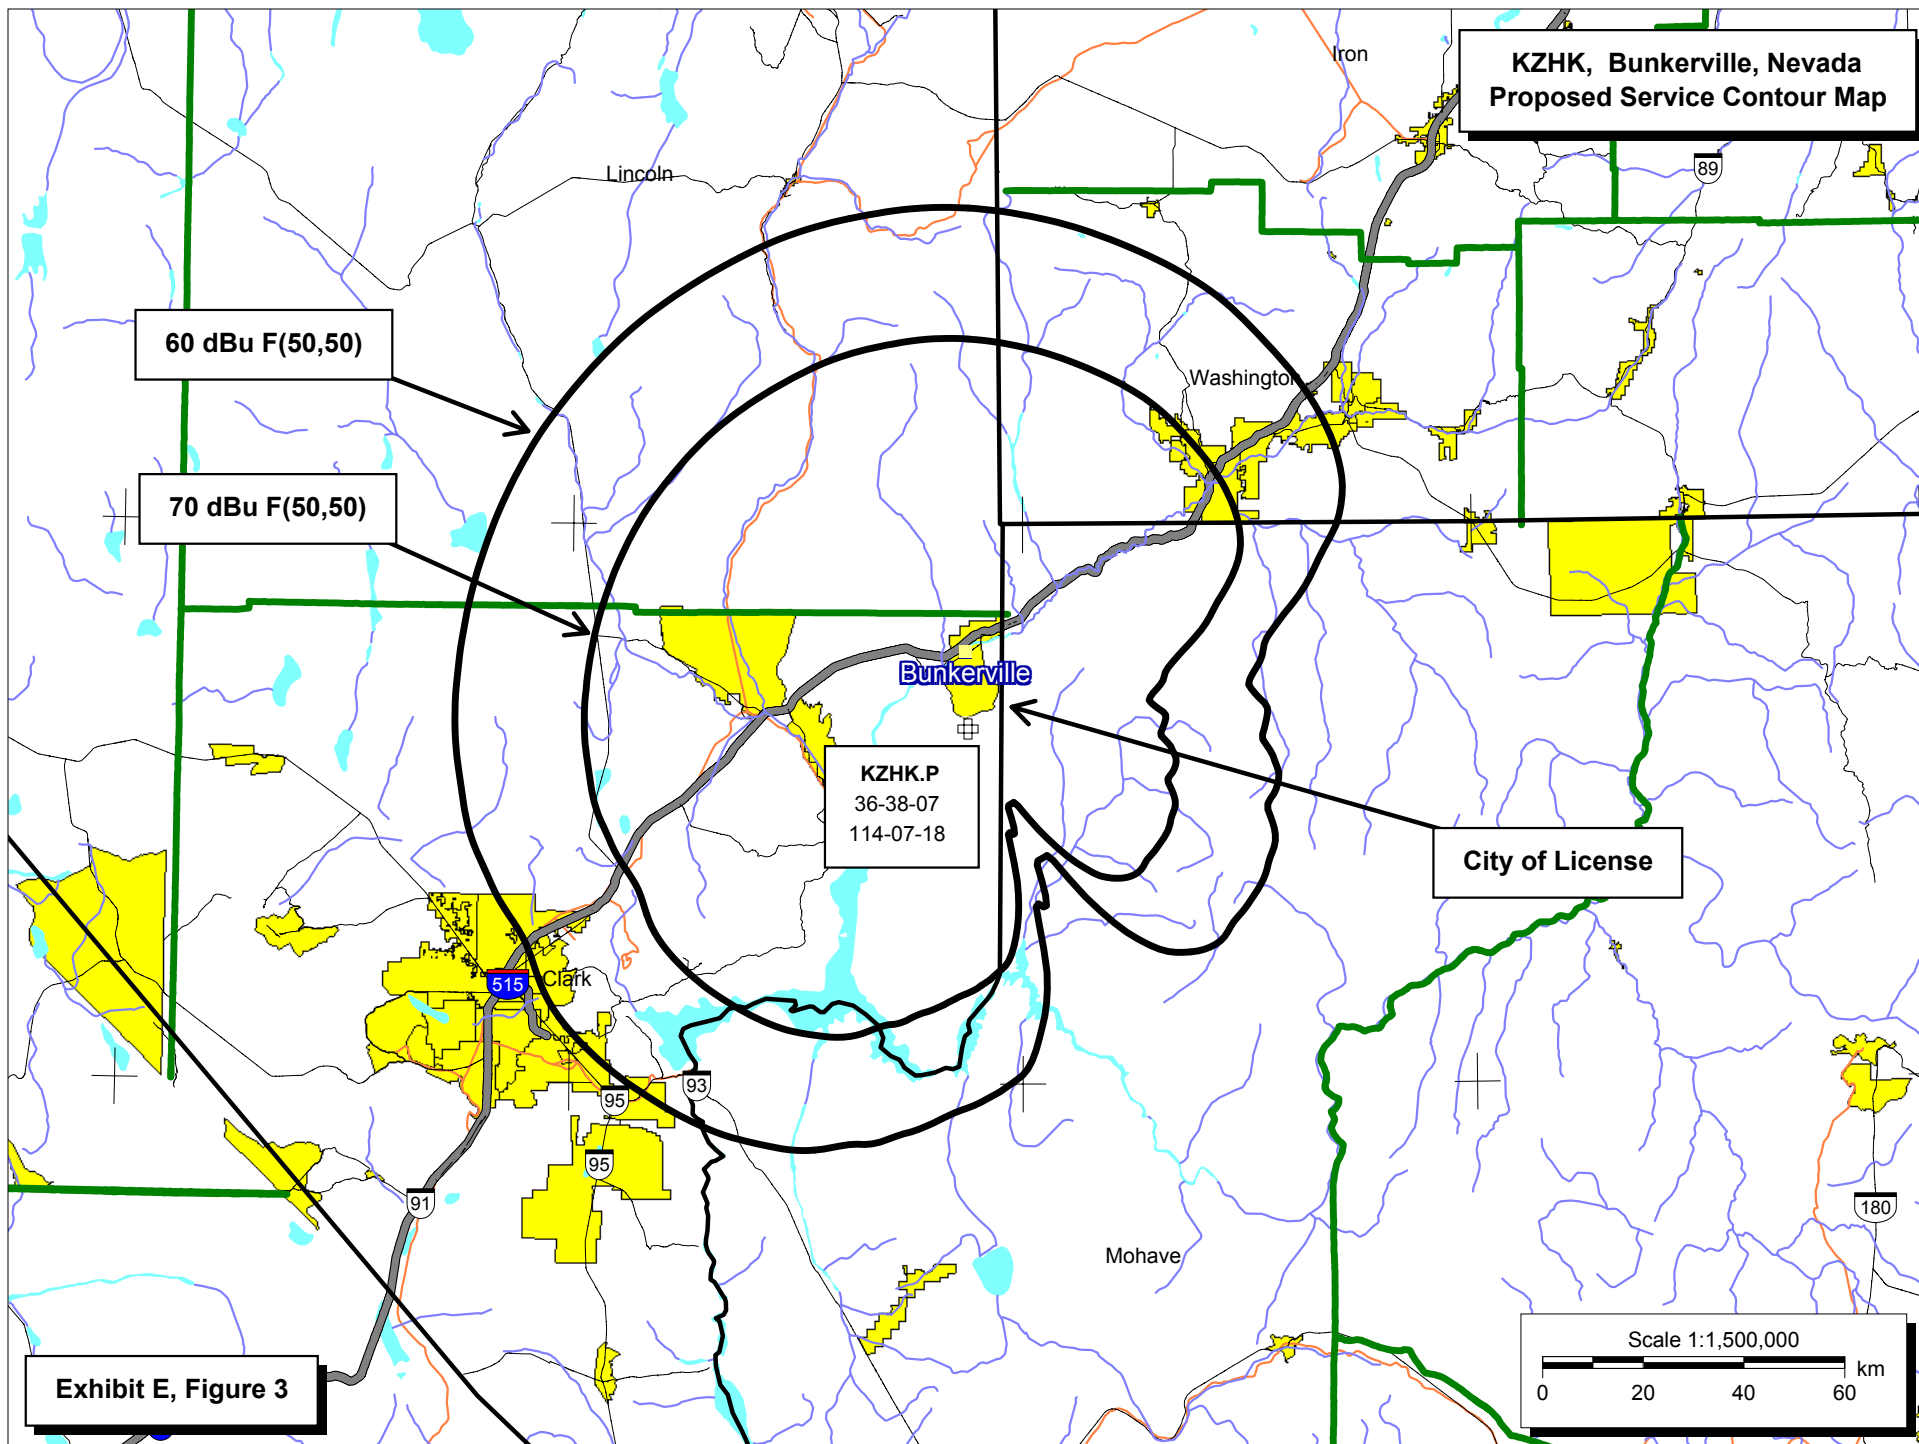 KZHK, Bunkerville, Nevada
Proposed Service Contour Map
Iron
89
Lincoln
60 dBu F(50,50)
Washington
70 dBu F(50,50)
Bunkerville
KZHK.P
36-38-07
114-07-18
City of License
515
Clark
93
95
95
91
180
Mohave
Scale 1:1,500,000
km
0 20 40 60
Exhibit E, Figure 3